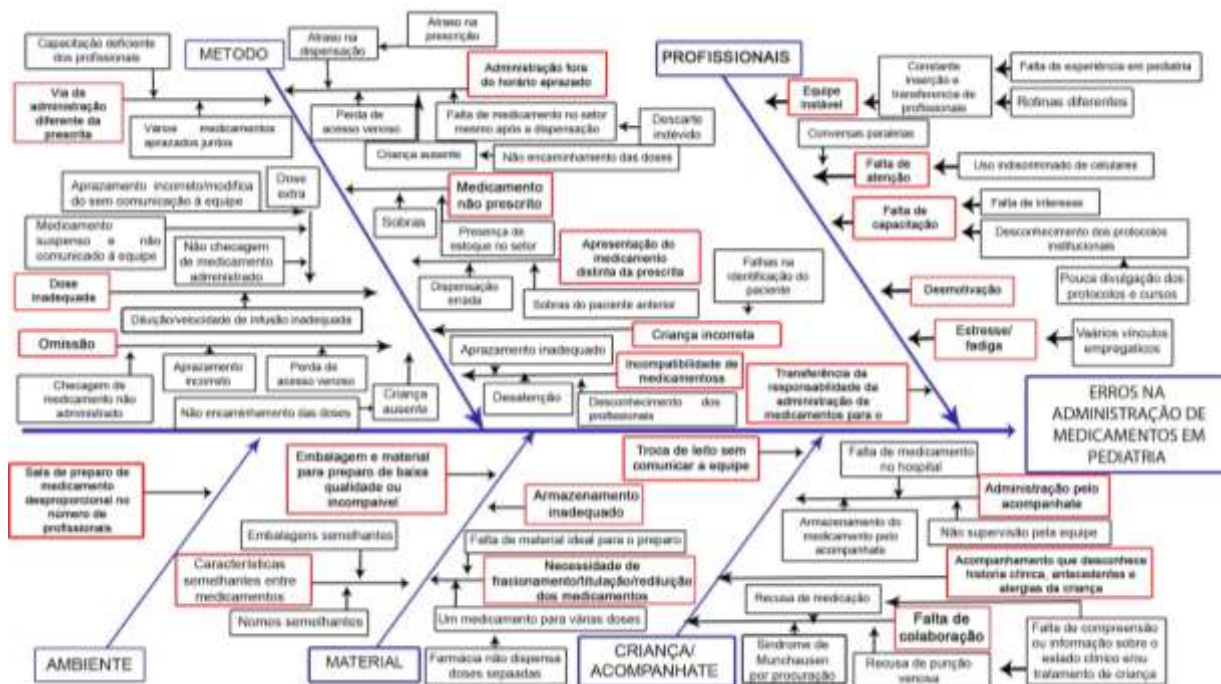 Capacitação deficiente
dos profissionais
METODO
Atraso na
dispensação
Atraso na
prescrição
Via da
administração
diferente da
prescrita
Vários medicamentos
aprazados juntos
Administração fora
do horário aprazado
Perda de
acesso venoso
Falta de medicamento no setor
mesmo após a dispensação
Descarte
indevido
Criança ausente
Não encaminhamento das doses
Aprazamento incorreto/modifica
do sem comunicação à equipe
Dose
extra
Medicamento
suspenso e não
comunicado à equipe
Não checagem
de medicamento
administrado
Dose
inadequada
Diluição/velocidade de infusão inadequada
Medicamento
não prescrito
Sobras
Presença de
estoque no setor
Apresentação do
medicamento
distinta da prescrita
Dispensação
errada
Sobras do paciente anterior
Falhas na
identificação do
paciente
Criança incorreta
Omissão
Checagem de
medicamento não
administrado
Aprazamento
incorreto
Perda de
acesso venoso
Criança
ausente
Não encaminhamento das doses
Aprazamento inadequado
Incompatibilidade de
medicamentosa
Desatenção
Desconhecimento dos
profissionais
Transferência da
responsabilidade da
administração de
medicamentos para o
PROFISSIONAIS
Equipe
instável
Constante
inserção e
transferencia de
profissionais
Falta de experiência em pediatria
Rotinas diferentes
Conversas paralelas
Falta de
atenção
Uso indiscriminado de celulares
Falta de
capacitação
Falta de interesse
Desconhecimento dos protocolos
institucionais
Pouca divulgação dos
protocolos e cursos
Desmotivação
Estresse/
fadiga
Vaários vínculos
empregaticos
ERROS NA
ADMINISTRAÇÃO DE
MEDICAMENTOS EM
PEDIATRIA
Sala de preparo de
medicamento
desproporcional no
número de
profissionais
AMBIENTE
Embalagem e material
para preparo de baixa
qualidade ou
incompaivel
Embalagens semelhantes
Características
semelhantes entre
medicamentos
Nomes semelhantes
MATERIAL
Armazenamento
inadequado
Falta de material ideal para o preparo
Necessidade de
fracionamento/titulação/rediluição
dos medicamentos
Um medicamento para várias doses
Farmácia não dispensa
doses sepaadas
Troca de leito sem
comunicar a equipe
CRIANÇA/
ACOMPANHATE
Falta de medicamento
no hospital
Administração pelo
acompanhate
Armazenamento do
medicamento pelo
acompanhate
Não supervisão pela equipe
Acompanhamento que desconhece
historia clínica, antecedentes e
alergias da criança
Recusa de medicação
Falta de
colaboração
Sindrome de
Munchausen
por procuração
Recusa de punção
venosa
Falta de compreensão
ou informação sobre o
estado clínico e/ou
tratamento de criança